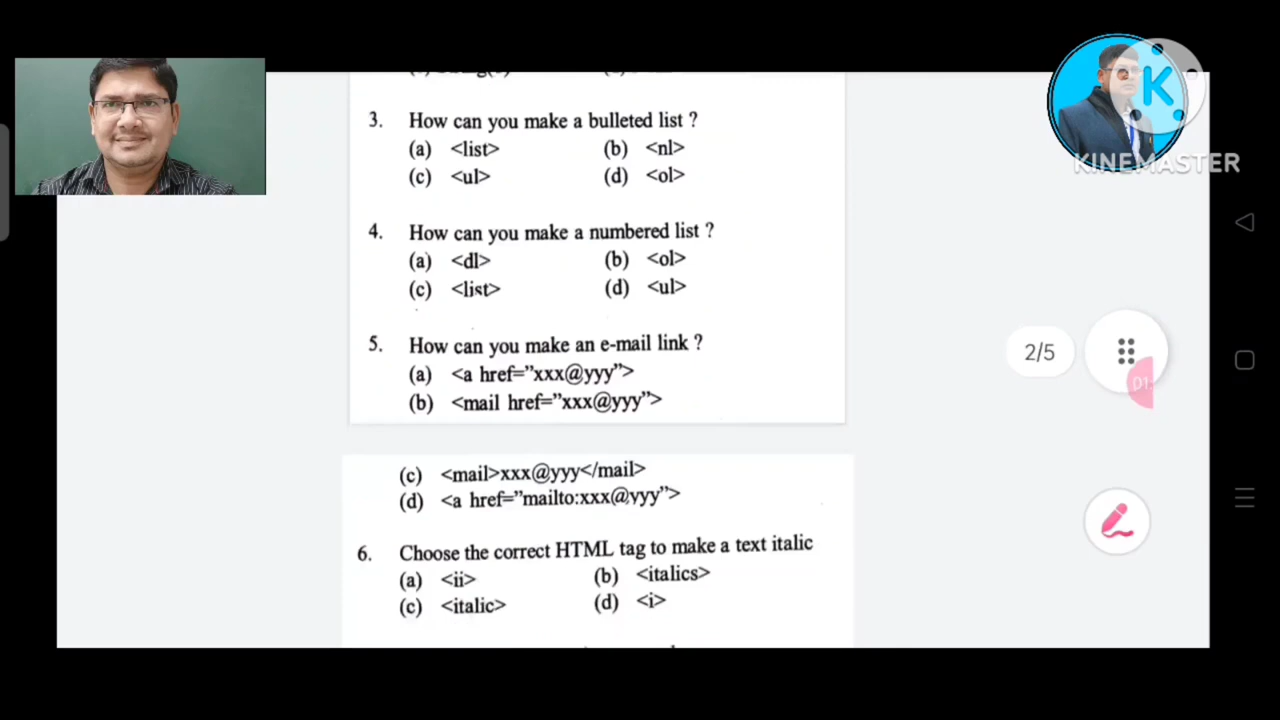 3. How can you make a bulleted list ?
(a) <list> (b) <nl>
(c) <ul> (d) <ol>
4. How can you make a numbered list ?
(a) <dl> (b) <ol>
(c) <list> (d) <ul>
5. How can you make an e-mail link ?
(a) <a href=”xxx@yyy”>
(b) <mail href=”xxx@yyy”>
(c) <mail>xxx@yyy</mail>
(d) <a href=”mailto:xxx@yyy”>
6. Choose the correct HTML tag to make a text italic
(a) <ii> (b) <italics>
(c) <italic> (d) <i>
K
KINEMASTER
2/5